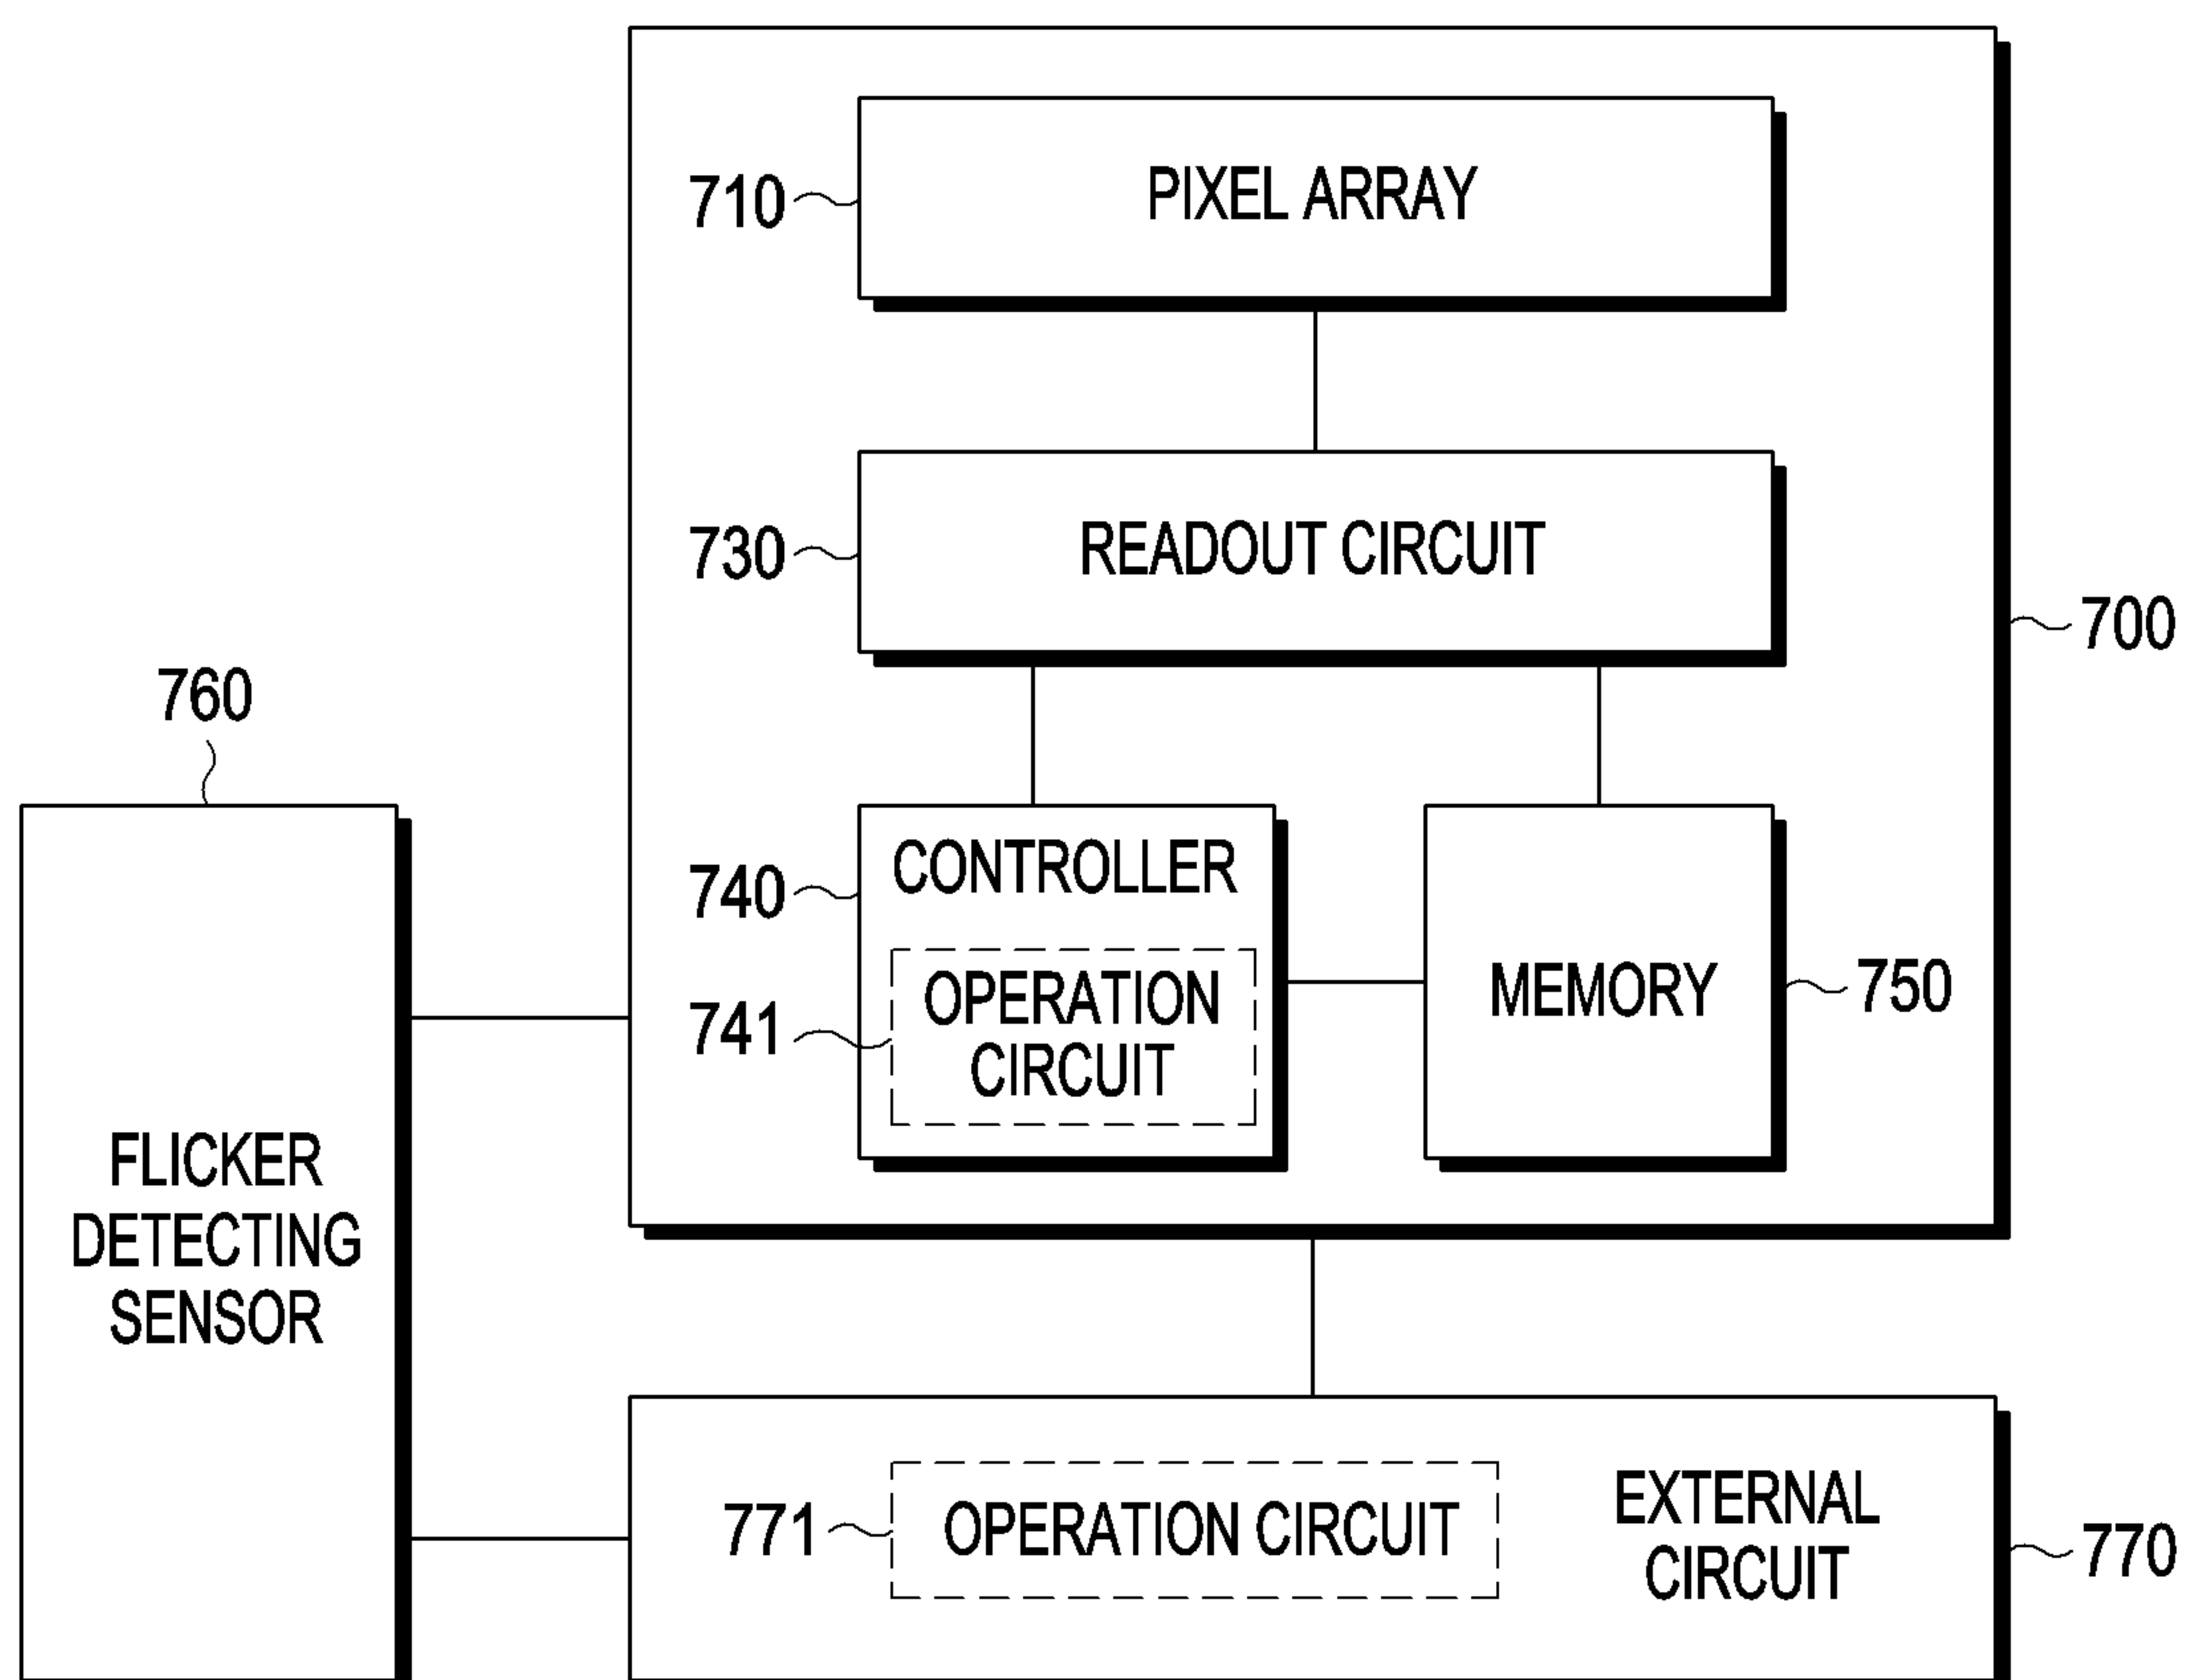 710
PIXEL ARRAY
730
READOUT CIRCUIT
700
760
740
CONTROLLER
741
OPERATION
CIRCUIT
MEMORY
750
FLICKER
DETECTING
SENSOR
771
OPERATION CIRCUIT
EXTERNAL
CIRCUIT
770